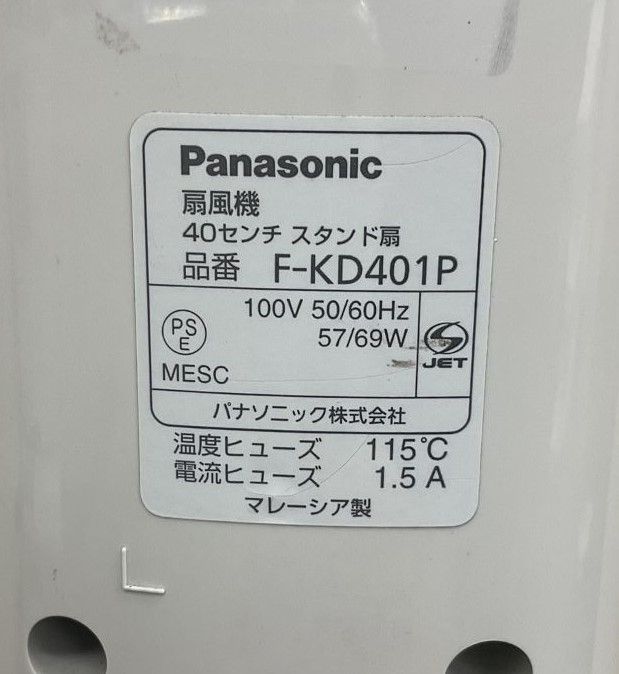 Panasonic
扇風機
40センチ スタンド扇
品番 F-KD401P
100V 50/60Hz
PS
E
57/69W
MESC
JET
パナソニック株式会社
温度ヒューズ 115℃
電流ヒューズ 1.5 A
マレーシア製